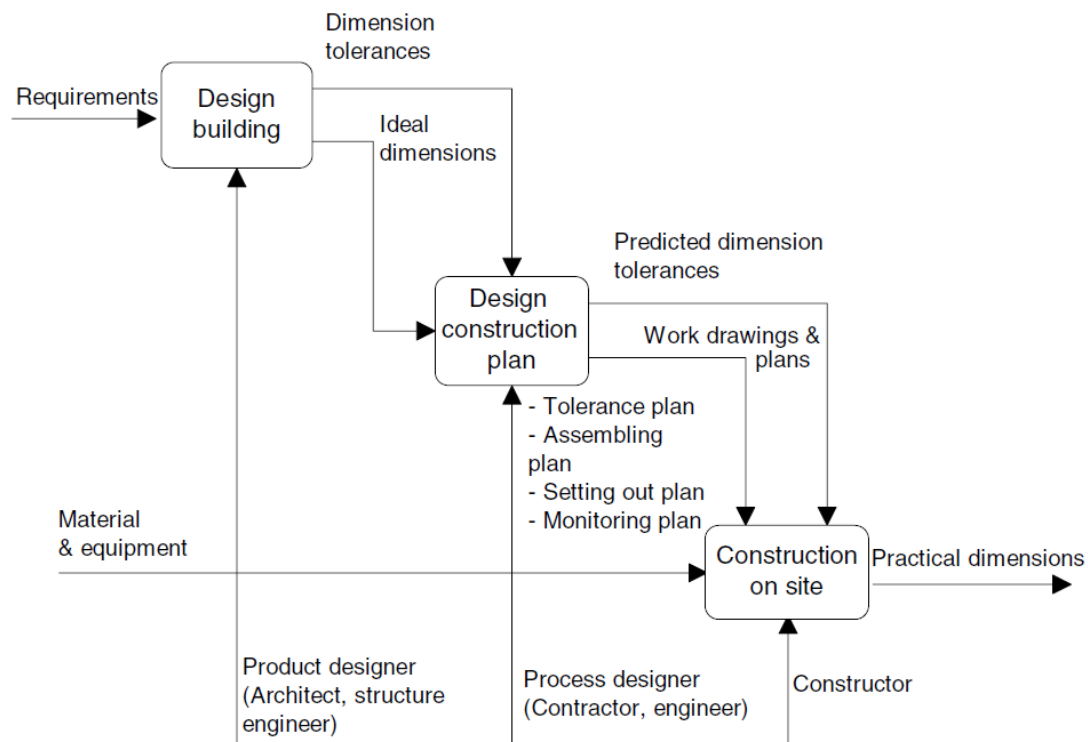 Dimension
tolerances
Requirements
Design
building
Ideal
dimensions
Predicted dimension
tolerances
Design
construction
plan
Work drawings &
plans
- Tolerance plan
- Assembling
plan
- Setting out plan
- Monitoring plan
Material
& equipment
Construction
on site
Practical dimensions
Product designer
(Architect, structure
engineer)
Process designer
(Contractor, engineer)
Constructor